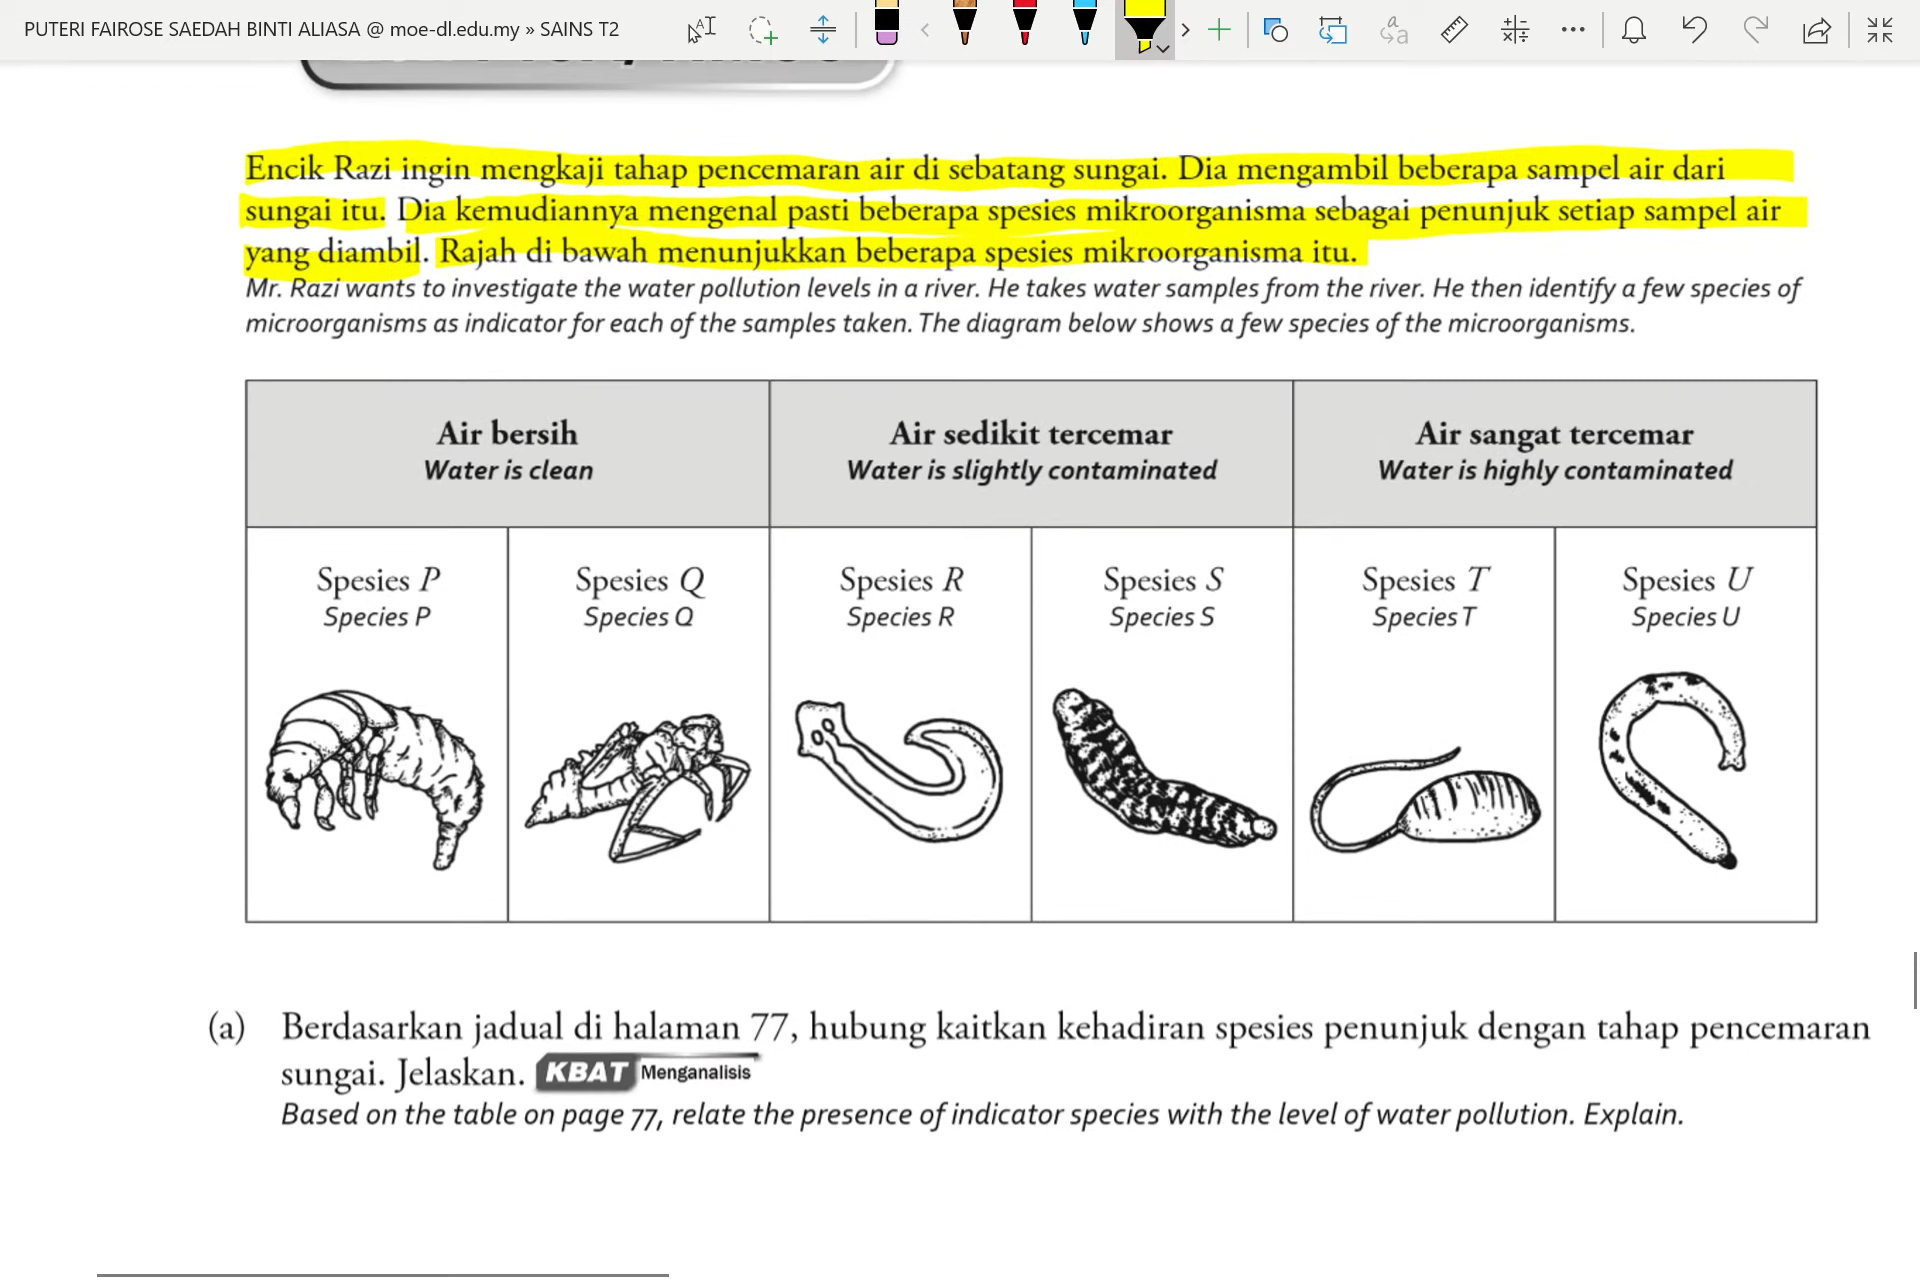 PUTERI FAIROSE SAEDAH BINTI ALIASA @ moe-dl.edu.my » SAINS T2
Encik Razi ingin mengkaji tahap pencemaran air di sebatang sungai. Dia mengambil beberapa sampel air dari
sungai itu. Dia kemudiannya mengenal pasti beberapa spesies mikroorganisma sebagai penunjuk setiap sampel air
yang diambil. Rajah di bawah menunjukkan beberapa spesies mikroorganisma itu.
Mr. Razi wants to investigate the water pollution levels in a river. He takes water samples from the river. He then identify a few species of
microorganisms as indicator for each of the samples taken. The diagram below shows a few species of the microorganisms.
Air bersih
Water is clean
Air sedikit tercemar
Water is slightly contaminated
Air sangat tercemar
Water is highly contaminated
Spesies P
Species P
Spesies Q
Species Q
Spesies R
Species R
Spesies S
Species S
Spesies T
Species T
Spesies U
Species U
(a) Berdasarkan jadual di halaman 77, hubung kaitkan kehadiran spesies penunjuk dengan tahap pencemaran
sungai. Jelaskan. KBAT Menganalisis
Based on the table on page 77, relate the presence of indicator species with the level of water pollution. Explain.